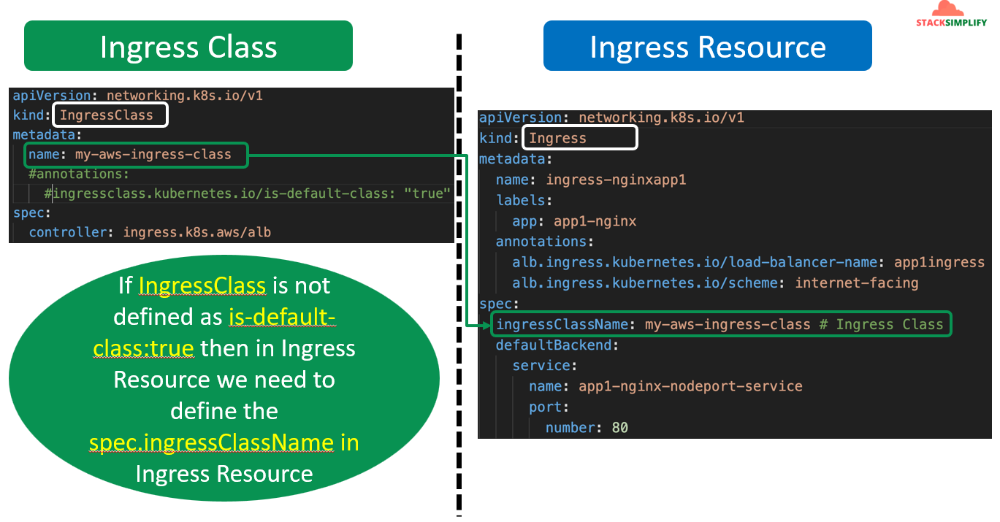 STACKSIMPLIFY
Ingress Class
apiVersion: networking.k8s.io/v1
kind: IngressClass
metadata:
  name: my-aws-ingress-class
  #annotations:
    #ingressclass.kubernetes.io/is-default-class: "true"
spec:
  controller: ingress.k8s.aws/alb
If IngressClass is not
defined as is-default-
class:true then in Ingress
Resource we need to
define the
spec.ingressClassName in
Ingress Resource
Ingress Resource
apiVersion: networking.k8s.io/v1
kind: Ingress
metadata:
  name: ingress-nginxapp1
  labels:
    app: app1-nginx
  annotations:
    alb.ingress.kubernetes.io/load-balancer-name: app1ingress
    alb.ingress.kubernetes.io/scheme: internet-facing
spec:
  ingressClassName: my-aws-ingress-class # Ingress Class
  defaultBackend:
    service:
      name: app1-nginx-nodeport-service
      port:
        number: 80